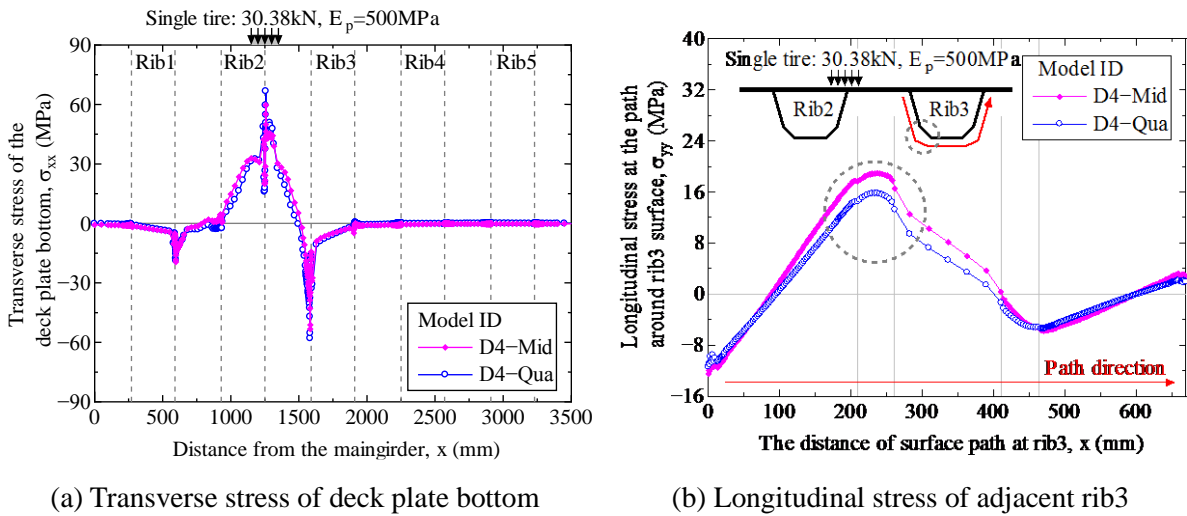 Single tire: 30.38kN, E_p=500MPa
90
60
30
0
−30
−60
−90
Transverse stress of the
deck plate bottom, σ_xx (MPa)
Rib1
Rib2
Rib3
Rib4
Rib5
Model ID
D4−Mid
D4−Qua
0 500 1000 1500 2000 2500 3000 3500
Distance from the maingirder, x (mm)
(a) Transverse stress of deck plate bottom
40
32
24
16
8
0
−8
−16
Longitudinal stress at the path
around rib3 surface, σ_yy (MPa)
Single tire: 30.38kN, E_p=500MPa
Rib2
Rib3
Model ID
D4−Mid
D4−Qua
Path direction
0 100 200 300 400 500 600
The distance of surface path at rib3, x (mm)
(b) Longitudinal stress of adjacent rib3